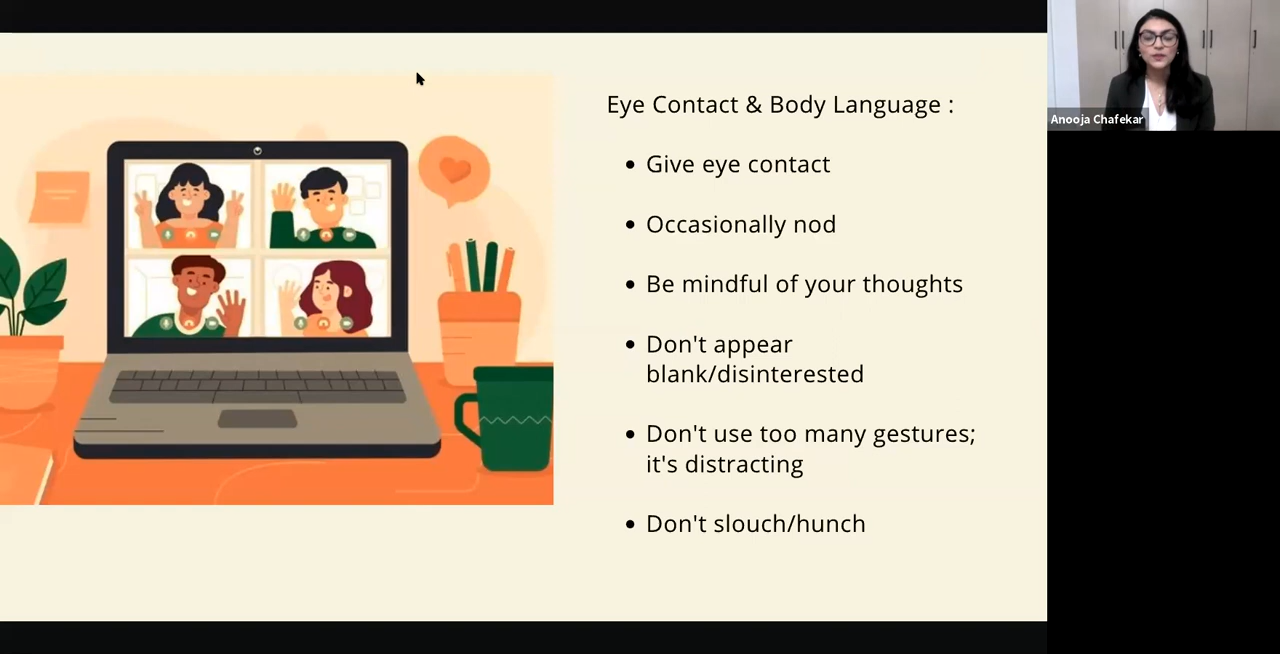 Eye Contact & Body Language :
Give eye contact
Occasionally nod
Be mindful of your thoughts
Don't appear
blank/disinterested
Don't use too many gestures;
it's distracting
Don't slouch/hunch
Anooja Chafekar